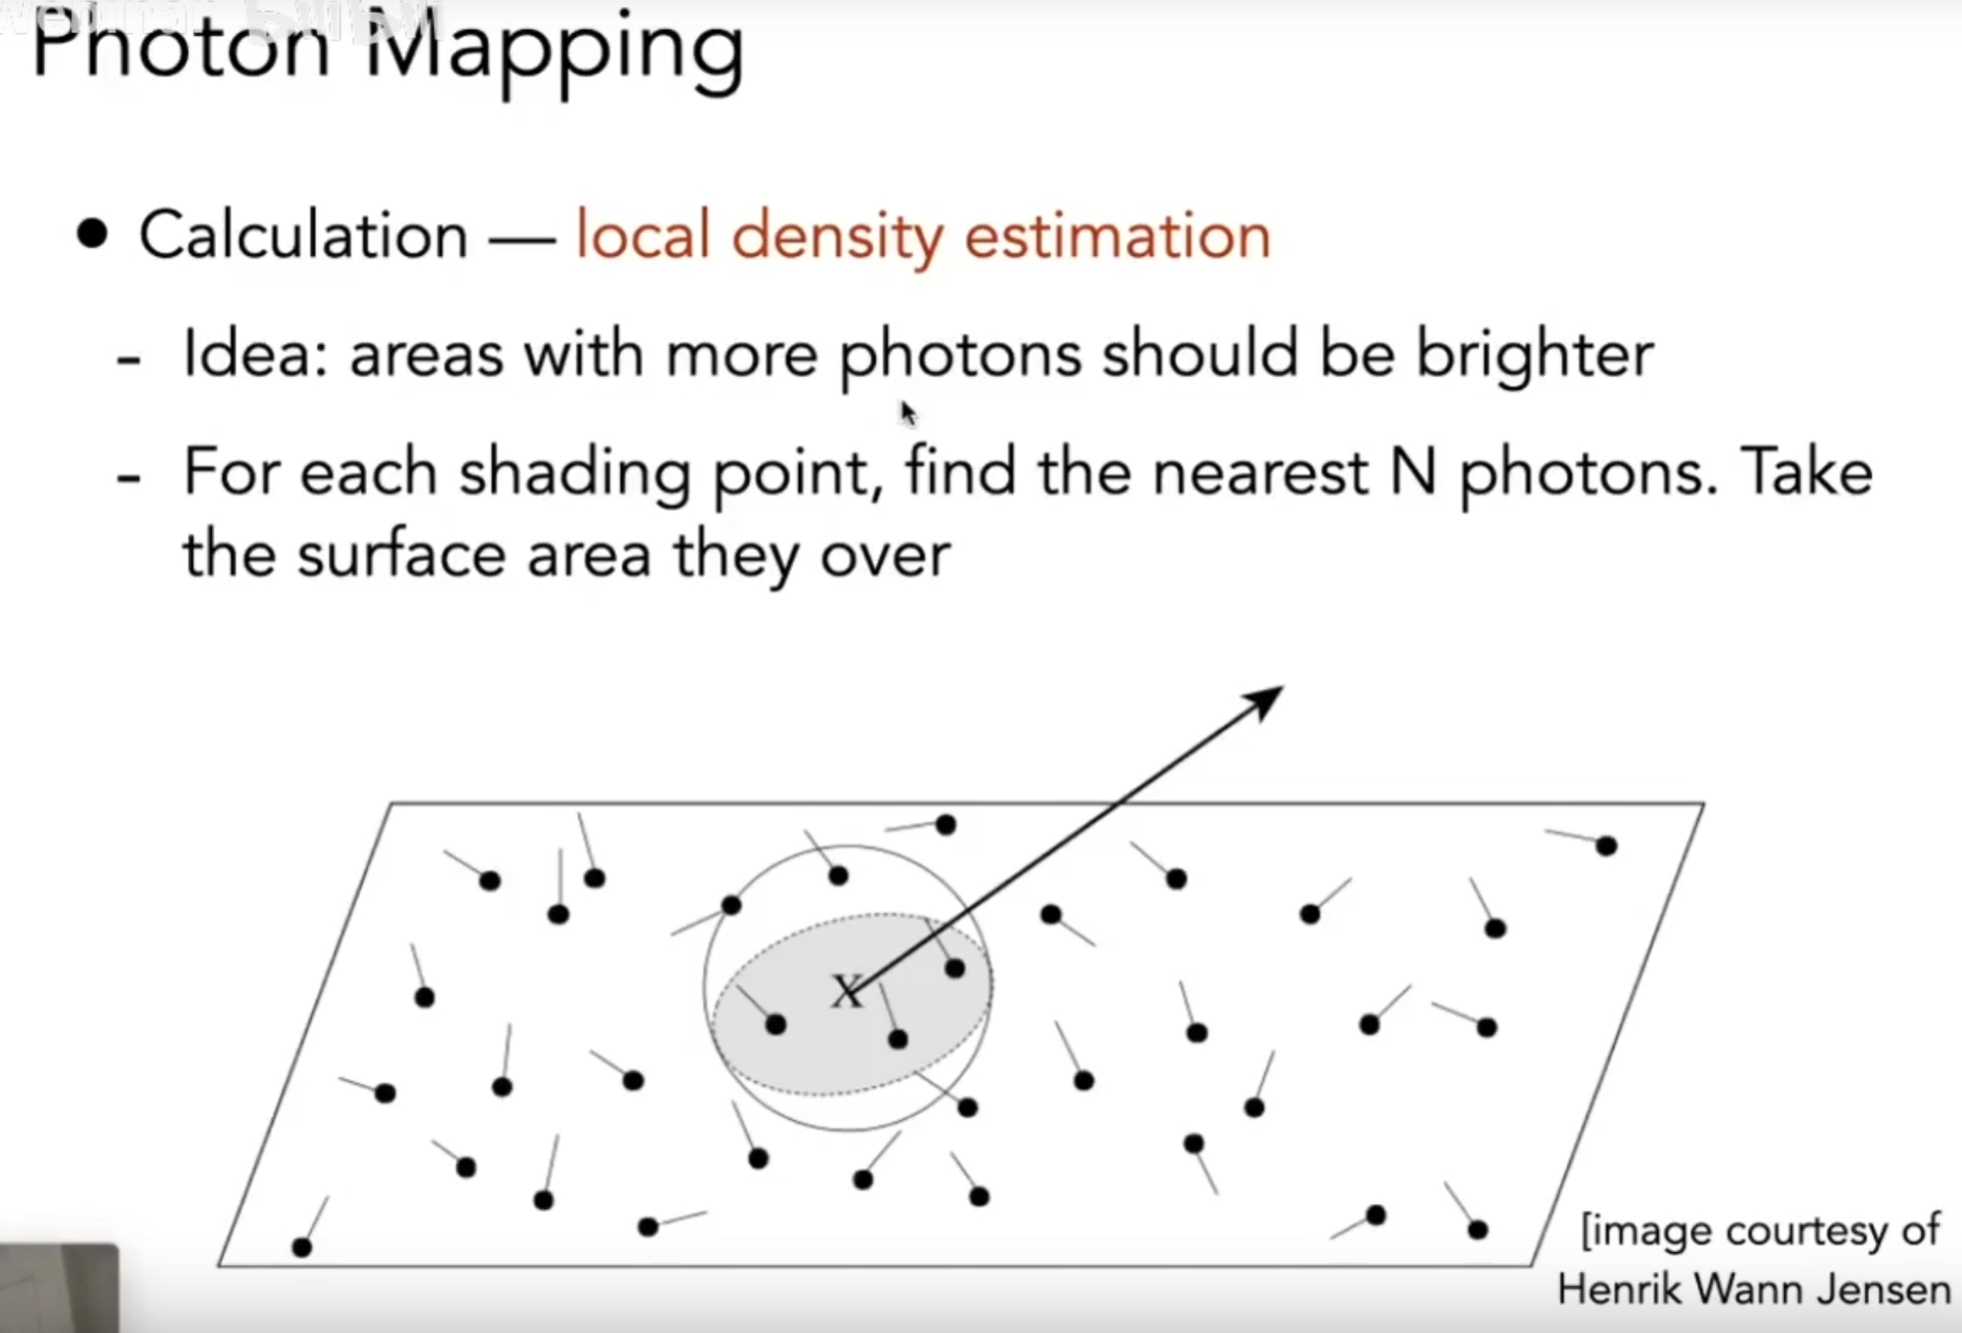 Photon Mapping
● Calculation — local density estimation
- Idea: areas with more photons should be brighter
- For each shading point, find the nearest N photons. Take
the surface area they over
X
[image courtesy of
Henrik Wann Jensen